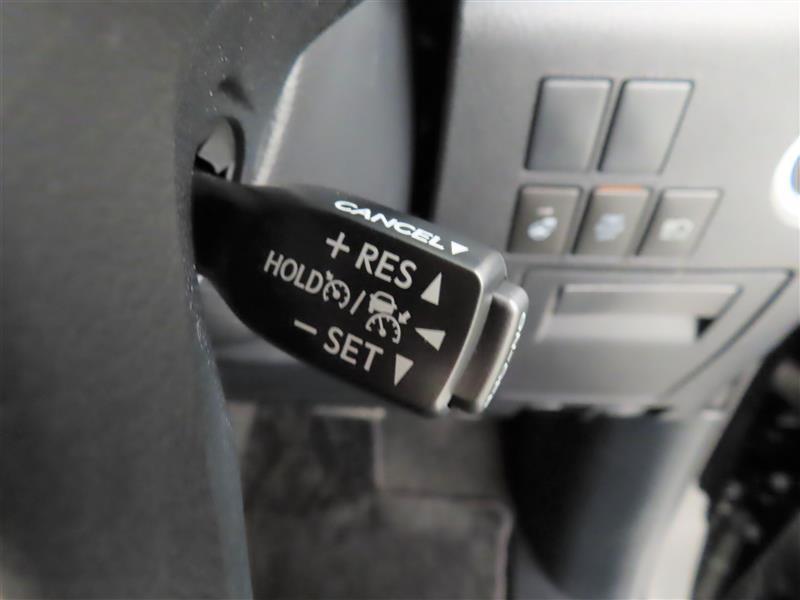 CANCEL
+ RES
HOLD /
− SET